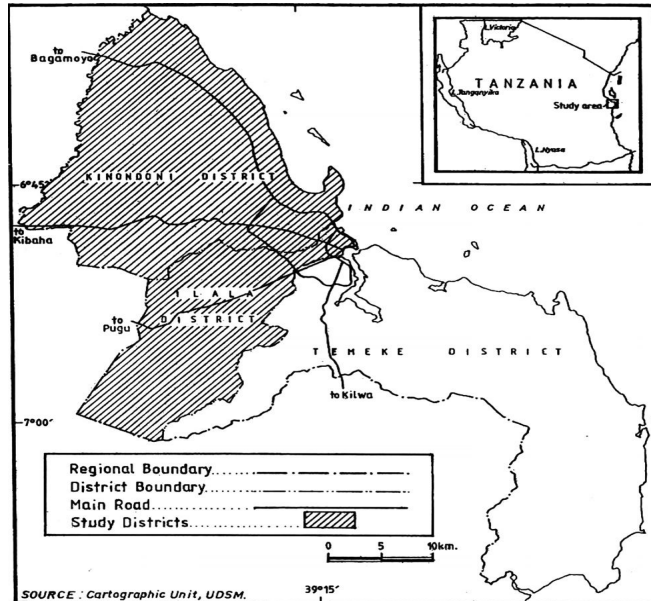 L.Victoria
TANZANIA
L.Tanganyika
Study area
L.Nyasa
to
Bagamoyo
KINONDONI DISTRICT
6°45'
INDIAN OCEAN
to
Kibaha
ILALA
DISTRICT
to
Pugu
TEMEKE DISTRICT
to Kilwa
7°00'
Regional Boundary
District Boundary
Main Road
Study Districts
0 5 10km.
SOURCE: Cartographic Unit, UDSM.
39°15'